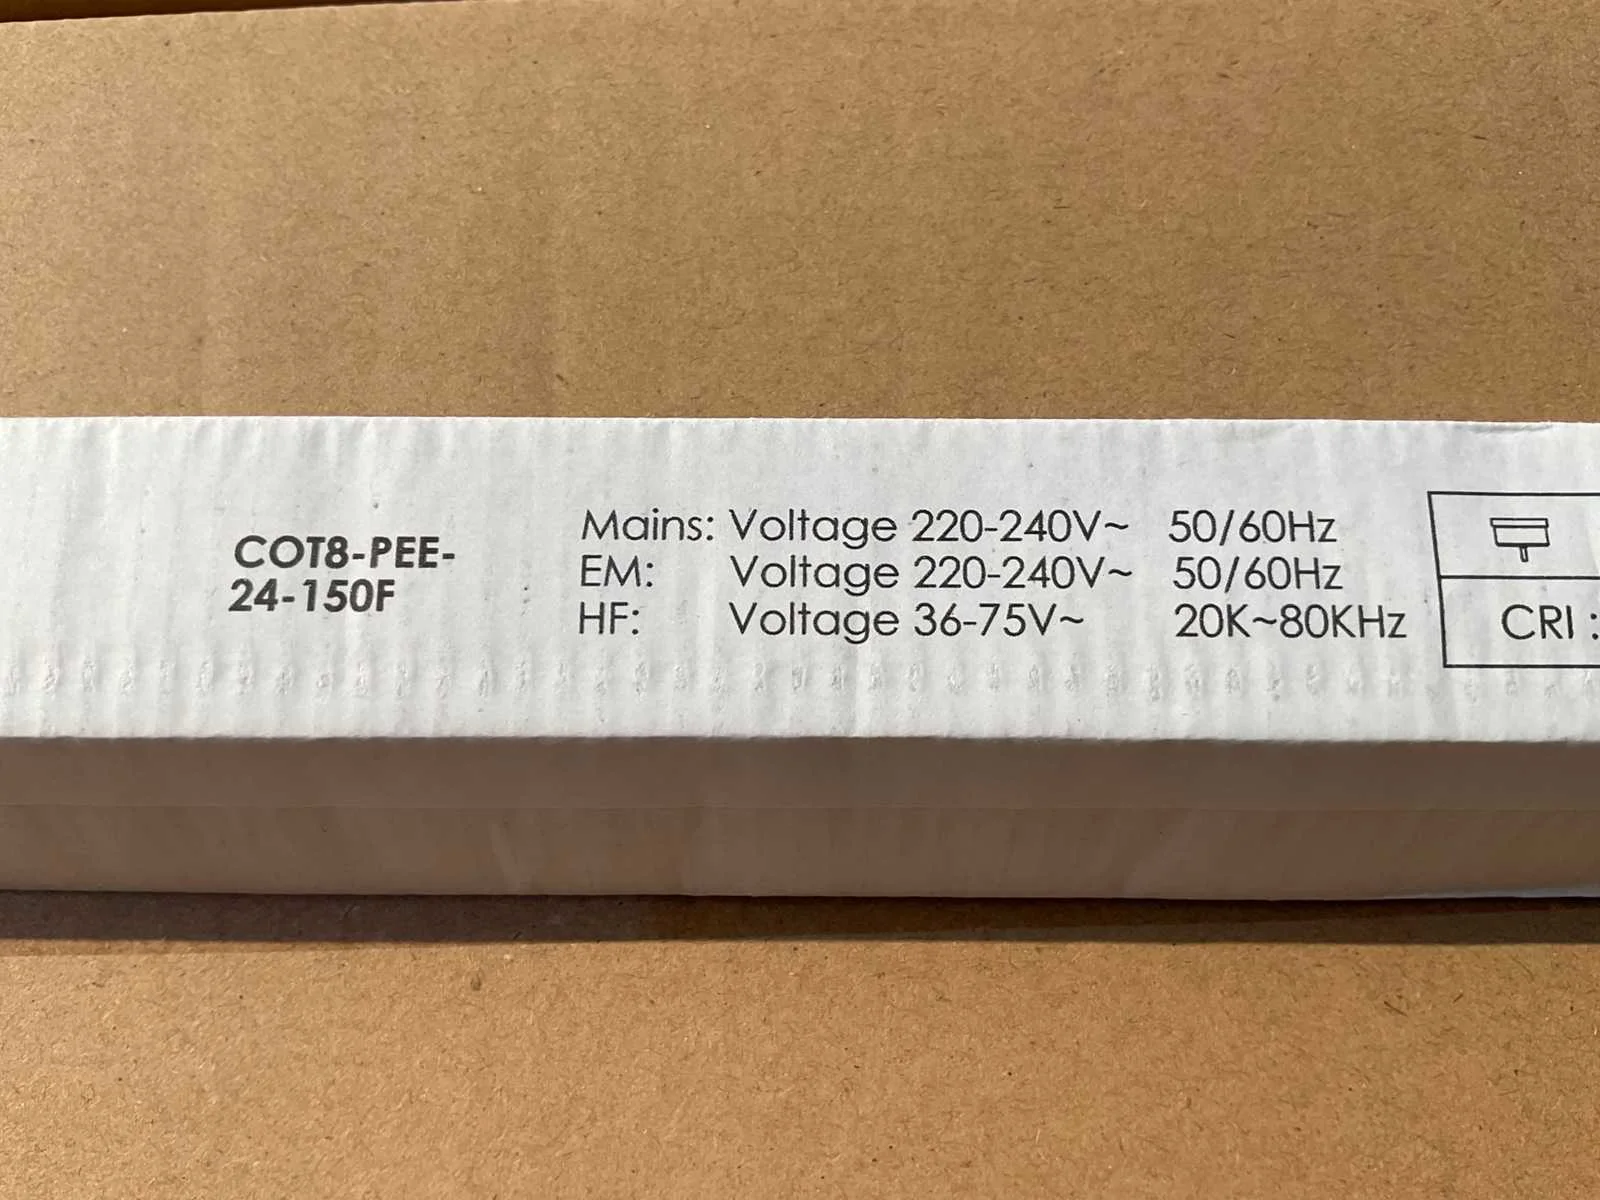 COT8-PEE-
24-150F
Mains: Voltage 220-240V~ 50/60Hz
EM: Voltage 220-240V~ 50/60Hz
HF: Voltage 36-75V~ 20K~80KHz
CRI :